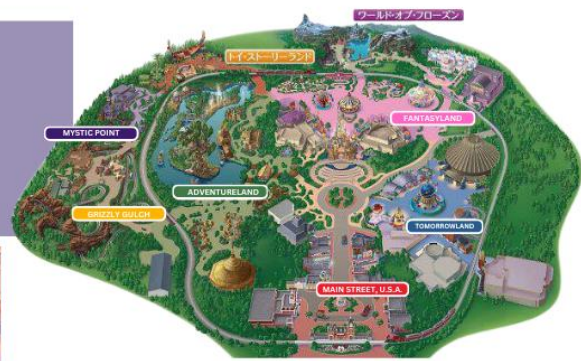 ワールド・オブ・フローズン
トイ・ストーリーランド
FANTASYLAND
MYSTIC POINT
ADVENTURELAND
GRIZZLY GULCH
TOMORROWLAND
MAIN STREET, U.S.A.